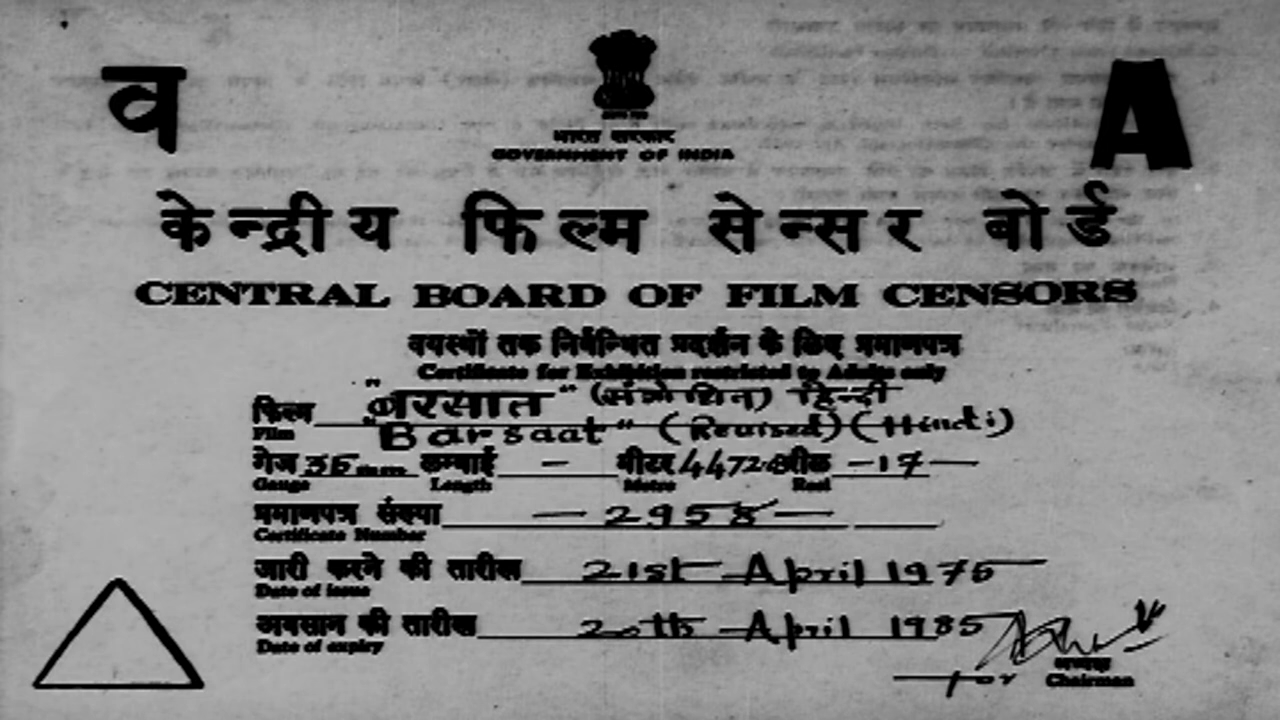 व
A
भारत सरकार
GOVERNMENT OF INDIA
केन्द्रीय फिल्म सेन्सर बोर्ड
CENTRAL BOARD OF FILM CENSORS
वयस्थों तक निर्बन्धित प्रदर्शन के लिए प्रमाणपत्र
Certificate for Exhibition restricted to Adults only
फिल्म "बरसात" (संशोधित) हिन्दी
Film "Barsaat" (Revised) (Hindi)
गेज 35 mm लम्बाई — मीटर रील -17-
Gauge Length Metre Reel
प्रमाणपत्र संख्या — 2958 —
Certificate Number
जारी करने की तारीख 21st April 1975
Date of issue
अवसान की तारीख 20th April 1985
Date of expiry
अध्यक्ष
for Chairman